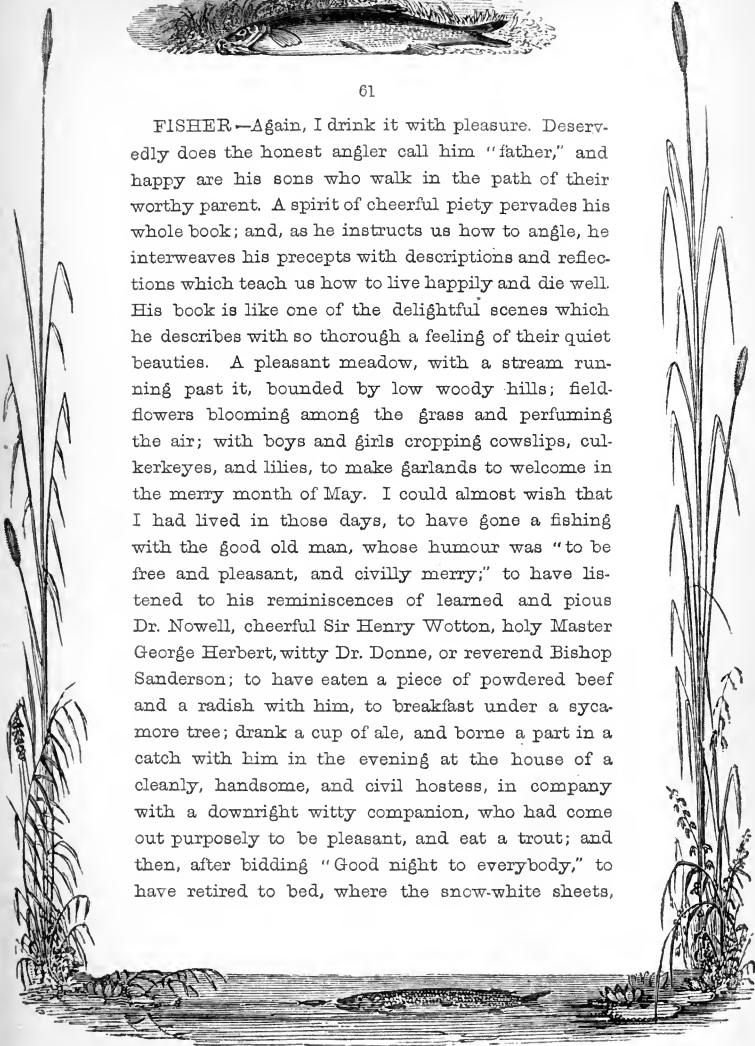 61
FISHER.—Again, I drink it with pleasure. Deserv-
edly does the honest angler call him "father," and
happy are his sons who walk in the path of their
worthy parent. A spirit of cheerful piety pervades his
whole book; and, as he instructs us how to angle, he
interweaves his precepts with descriptions and reflec-
tions which teach us how to live happily and die well.
His book is like one of the delightful scenes which
he describes with so thorough a feeling of their quiet
beauties. A pleasant meadow, with a stream run-
ning past it, bounded by low woody hills; field-
flowers blooming among the grass and perfuming
the air; with boys and girls cropping cowslips, cul-
kerkeyes, and lilies, to make garlands to welcome in
the merry month of May. I could almost wish that
I had lived in those days, to have gone a fishing
with the good old man, whose humour was "to be
free and pleasant, and civilly merry;" to have lis-
tened to his reminiscences of learned and pious
Dr. Nowell, cheerful Sir Henry Wotton, holy Master
George Herbert, witty Dr. Donne, or reverend Bishop
Sanderson; to have eaten a piece of powdered beef
and a radish with him, to breakfast under a syca-
more tree; drank a cup of ale, and borne a part in a
catch with him in the evening at the house of a
cleanly, handsome, and civil hostess, in company
with a downright witty companion, who had come
out purposely to be pleasant, and eat a trout; and
then, after bidding "Good night to everybody," to
have retired to bed, where the snow-white sheets,